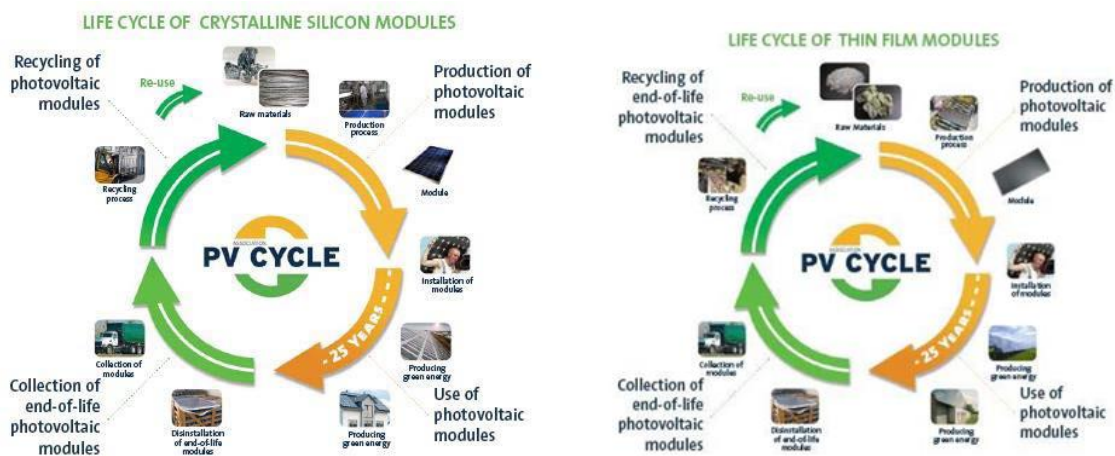 LIFE CYCLE OF CRYSTALLINE SILICON MODULES
Recycling of
photovoltaic
modules
Re-use
Raw materials
Production
process
Production of
photovoltaic
modules
Module
Installation of
modules
- 25 YEARS -
Producing
green energy
Use of
photovoltaic
modules
Producing
green energy
Disinstallation
of end-of-life
modules
Collection of
end-of-life
photovoltaic
modules
Collection of
modules
Recycling
process
ASSOCIATION
PV CYCLE
LIFE CYCLE OF THIN FILM MODULES
Recycling of
end-of-life
photovoltaic
modules
Re-use
Raw Materials
Production
process
Production of
photovoltaic
modules
Module
Installation
of modules
- 25 YEARS -
Producing
green energy
Use of
photovoltaic
modules
Producing
green energy
Disinstallation
of end-of-life
modules
Collection of
end-of-life
photovoltaic
modules
Collection of
modules
Recycling
process
ASSOCIATION
PV CYCLE